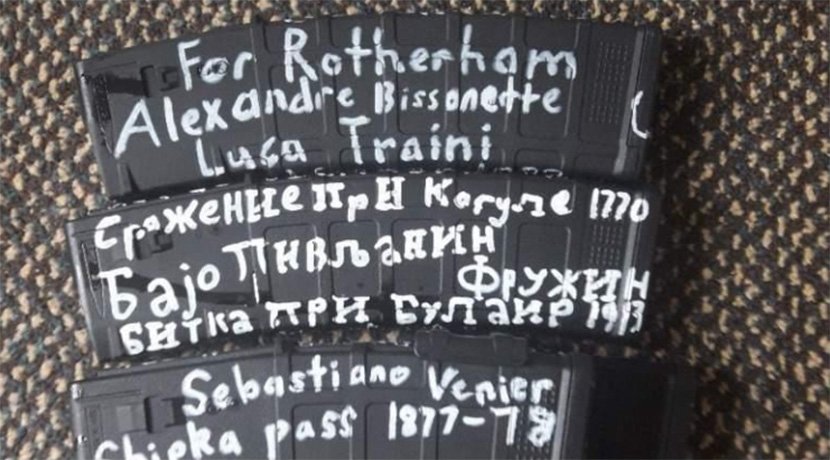 For Rotherham
Alexandre Bissonette
Luca Traini
Сражение при Кагуле 1770
Бајо Пивљанин
Фружин
Битка при Булаир 1913
Sebastiano Venier
Shipka pass 1877-78